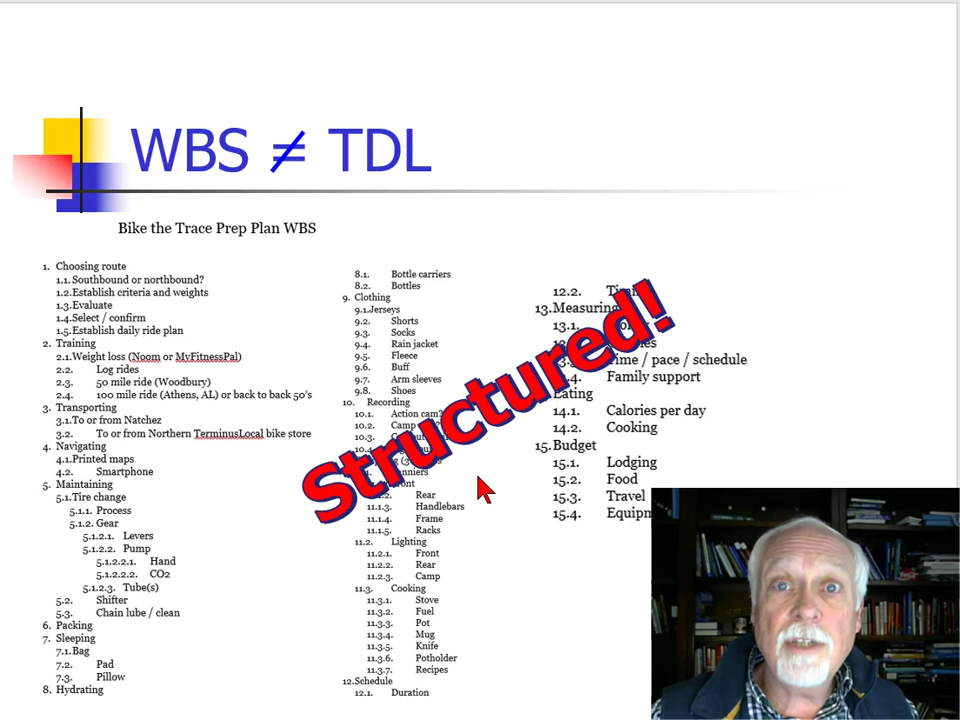 WBS ≠ TDL
Bike the Trace Prep Plan WBS
1. Choosing route
1.1. Southbound or northbound?
1.2. Establish criteria and weights
1.3. Evaluate
1.4. Select / confirm
1.5. Establish daily ride plan
2. Training
2.1. Weight loss (Noom or MyFitnessPal)
2.2. Log rides
2.3. 50 mile ride (Woodbury)
2.4. 100 mile ride (Athens, AL) or back to back 50's
3. Transporting
3.1. To or from Natchez
3.2. To or from Northern TerminusLocal bike store
4. Navigating
4.1. Printed maps
4.2. Smartphone
5. Maintaining
5.1. Tire change
5.1.1. Process
5.1.2. Gear
5.1.2.1. Levers
5.1.2.2. Pump
5.1.2.2.1. Hand
5.1.2.2.2. CO2
5.1.2.3. Tube(s)
5.2. Shifter
5.3. Chain lube / clean
6. Packing
7. Sleeping
7.1. Bag
7.2. Pad
7.3. Pillow
8. Hydrating
8.1. Bottle carriers
8.2. Bottles
9. Clothing
9.1. Jerseys
9.2. Shorts
9.3. Socks
9.4. Rain jacket
9.5. Fleece
9.6. Buff
9.7. Arm sleeves
9.8. Shoes
10. Recording
10.1. Action cam?
10.2. Camp
10.3.
10.4.
Rear
11.1.3. Handlebars
11.1.4. Frame
11.1.5. Racks
11.2. Lighting
11.2.1. Front
11.2.2. Rear
11.2.3. Camp
11.3. Cooking
11.3.1. Stove
11.3.2. Fuel
11.3.3. Pot
11.3.4. Mug
11.3.5. Knife
11.3.6. Potholder
11.3.7. Recipes
12. Schedule
12.1. Duration
12.2.
13. Measuring
13.1.
Time / pace / schedule
Family support
Eating
14.1. Calories per day
14.2. Cooking
15. Budget
15.1. Lodging
15.2. Food
15.3. Travel
15.4. Equipm
Structured!